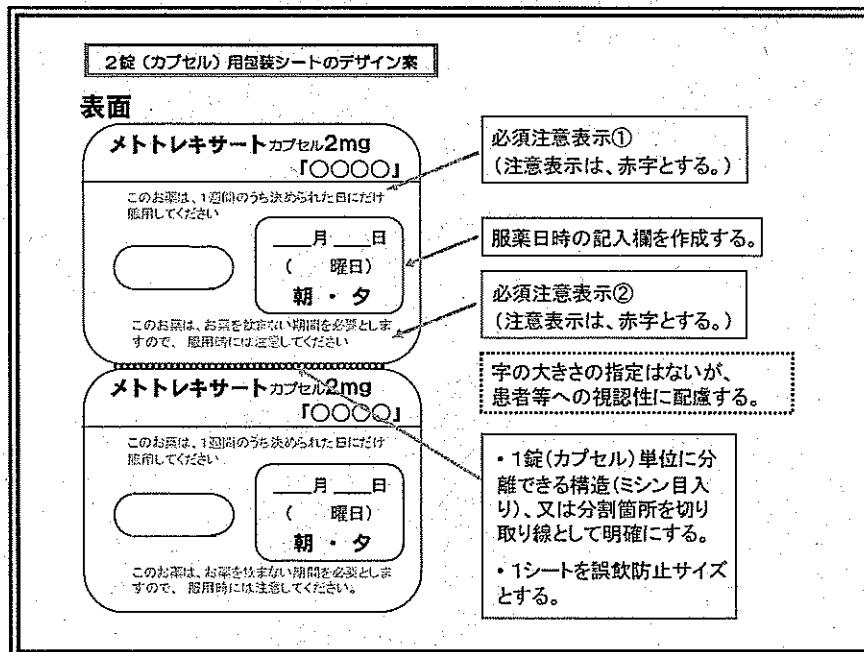 2錠（カプセル）用包装シートのデザイン案
表面
メトトレキサートカプセル2mg
「○○○○」
このお薬は、1週間のうち決められた日にだけ
服用してください
___月___日
(　　曜日)
朝 ・ 夕
このお薬は、お薬を飲まない期間を必要としま
すので、服用時には注意してください
メトトレキサートカプセル2mg
「○○○○」
このお薬は、1週間のうち決められた日にだけ
服用してください
___月___日
(　　曜日)
朝 ・ 夕
このお薬は、お薬を飲まない期間を必要としま
すので、服用時には注意してください。
必須注意表示①
(注意表示は、赤字とする。)
服薬日時の記入欄を作成する。
必須注意表示②
(注意表示は、赤字とする。)
字の大きさの指定はないが、
患者等への視認性に配慮する。
・1錠(カプセル)単位に分
離できる構造(ミシン目入
り)、又は分割箇所を切り
取り線として明確にする。
・1シートを誤飲防止サイズ
とする。